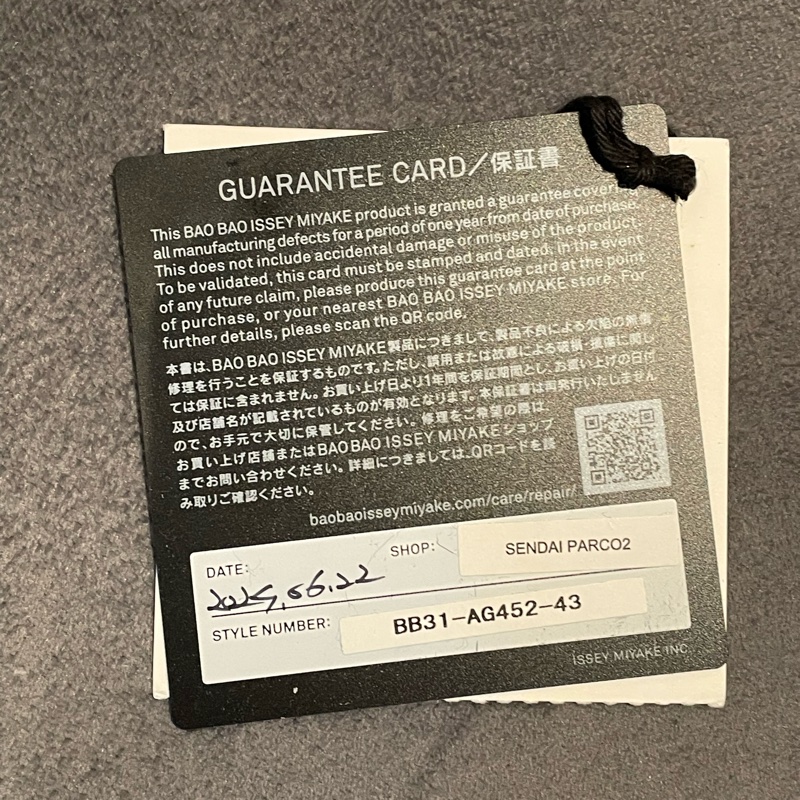 GUARANTEE CARD/保証書
This BAO BAO ISSEY MIYAKE product is granted a guarantee covering
all manufacturing defects for a period of one year from date of purchase.
This does not include accidental damage or misuse of the product.
To be validated, this card must be stamped and dated. In the event
of any future claim, please produce this guarantee card at the point
of purchase, or your nearest BAO BAO ISSEY MIYAKE store. For
further details, please scan the QR code.
本書は、BAO BAO ISSEY MIYAKE製品につきまして、製品不良による欠陥の無償
修理を行うことを保証するものです。ただし、誤用または故意による破損・損傷に関し
ては保証に含まれません。お買い上げ日より1年間を保証期間とし、お買い上げの日付
及び店舗名が記載されているものが有効となります。本保証書は再発行いたしません
ので、お手元で大切に保管してください。修理をご希望の際は
お買い上げ店舗またはBAO BAO ISSEY MIYAKEショップ
までお問い合わせください。詳細につきましては、QRコードを読
み取りご確認ください。
baobaoisseymiyake.com/care/repair/
DATE: 2025.06.22 SHOP: SENDAI PARCO2
STYLE NUMBER: BB31-AG452-43
ISSEY MIYAKE INC.